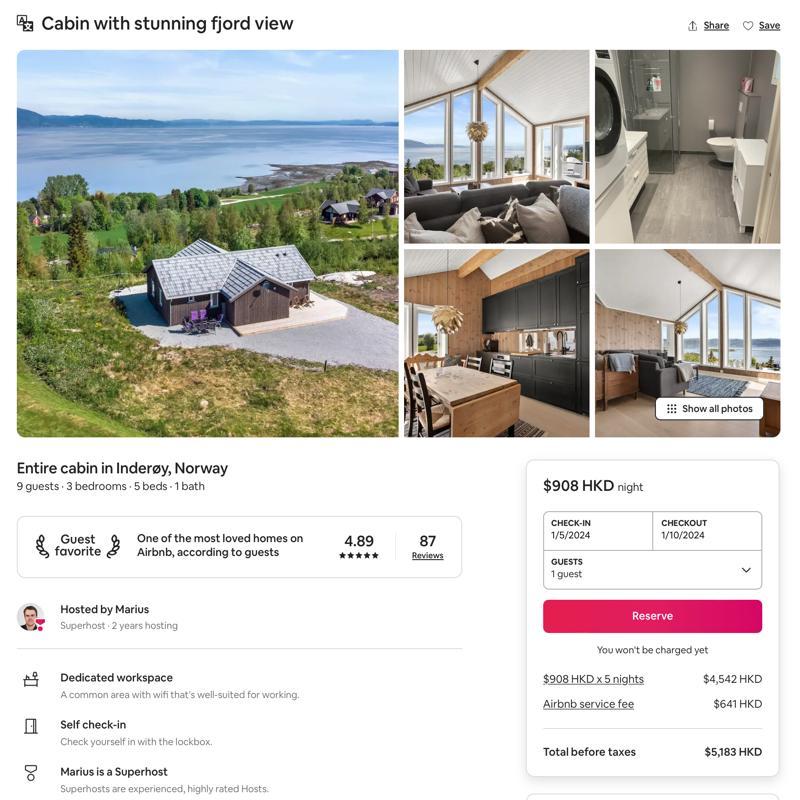 Cabin with stunning fjord view
Share
Save
Show all photos
Entire cabin in Inderøy, Norway
9 guests · 3 bedrooms · 5 beds · 1 bath
Guest
favorite
One of the most loved homes on
Airbnb, according to guests
4.89
87
Reviews
Hosted by Marius
Superhost · 2 years hosting
Dedicated workspace
A common area with wifi that's well-suited for working.
Self check-in
Check yourself in with the lockbox.
Marius is a Superhost
Superhosts are experienced, highly rated Hosts.
$908 HKD night
CHECK-IN
1/5/2024
CHECKOUT
1/10/2024
GUESTS
1 guest
Reserve
You won't be charged yet
$908 HKD x 5 nights
$4,542 HKD
Airbnb service fee
$641 HKD
Total before taxes
$5,183 HKD